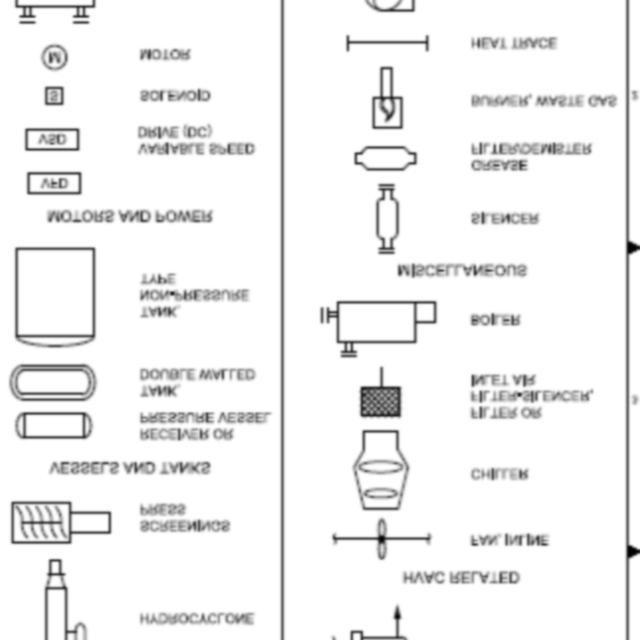 HYDROCYCLONE
SCREENINGS
PRESS
VESSELS AND TANKS
RECEIVER OR
PRESSURE VESSEL
TANK,
DOUBLE WALLED
TANK,
NON-PRESSURE
TYPE
MOTORS AND POWER
VFD
VARIABLE SPEED
DRIVE (DC)
VSD
SOLENOID
S
MOTOR
M
HVAC RELATED
FAN, INLINE
CHILLER
FILTER OR
FILTER-SILENCER,
INLET AIR
BOILER
MISCELLANEOUS
SILENCER
GREASE
FILTER/DEMISTER
BURNER, WASTE GAS
HEAT TRACE